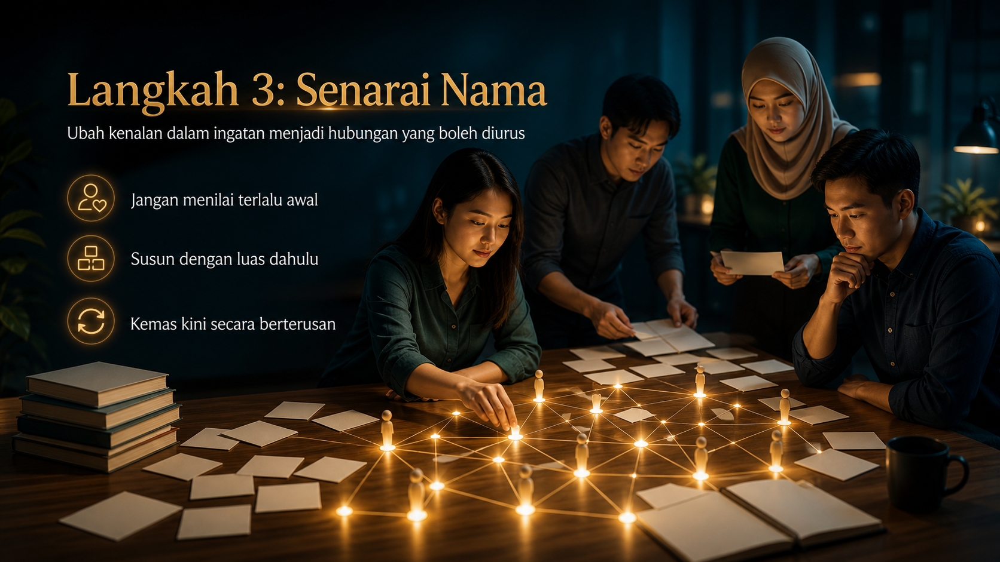 Langkah 3: Senarai Nama
Ubah kenalan dalam ingatan menjadi hubungan yang boleh diurus
Jangan menilai terlalu awal
Susun dengan luas dahulu
Kemas kini secara berterusan